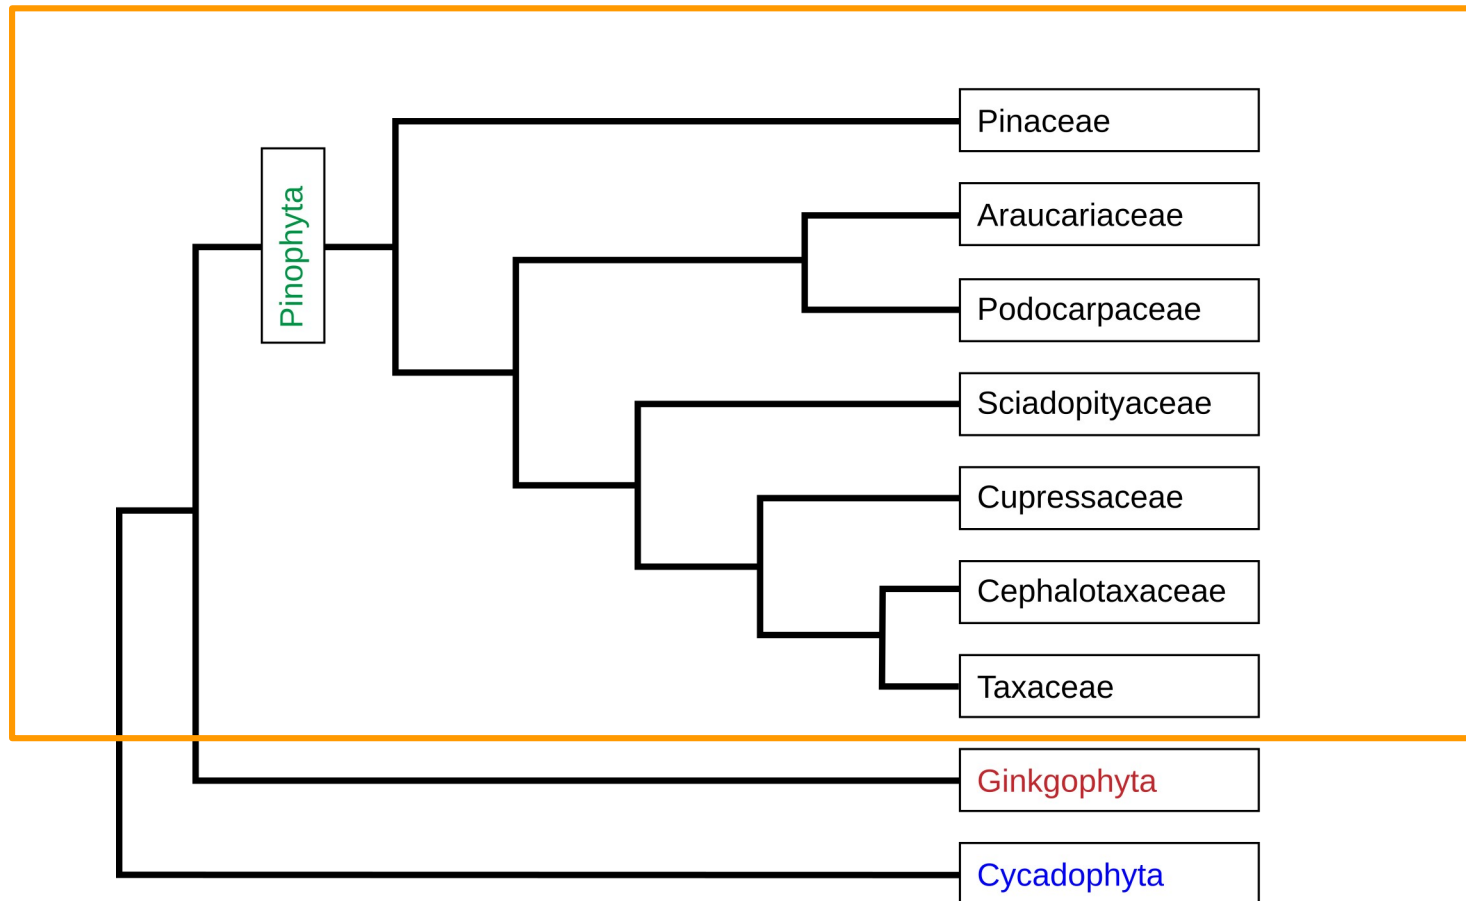 Pinophyta
Pinaceae
Araucariaceae
Podocarpaceae
Sciadopityaceae
Cupressaceae
Cephalotaxaceae
Taxaceae
Ginkgophyta
Cycadophyta